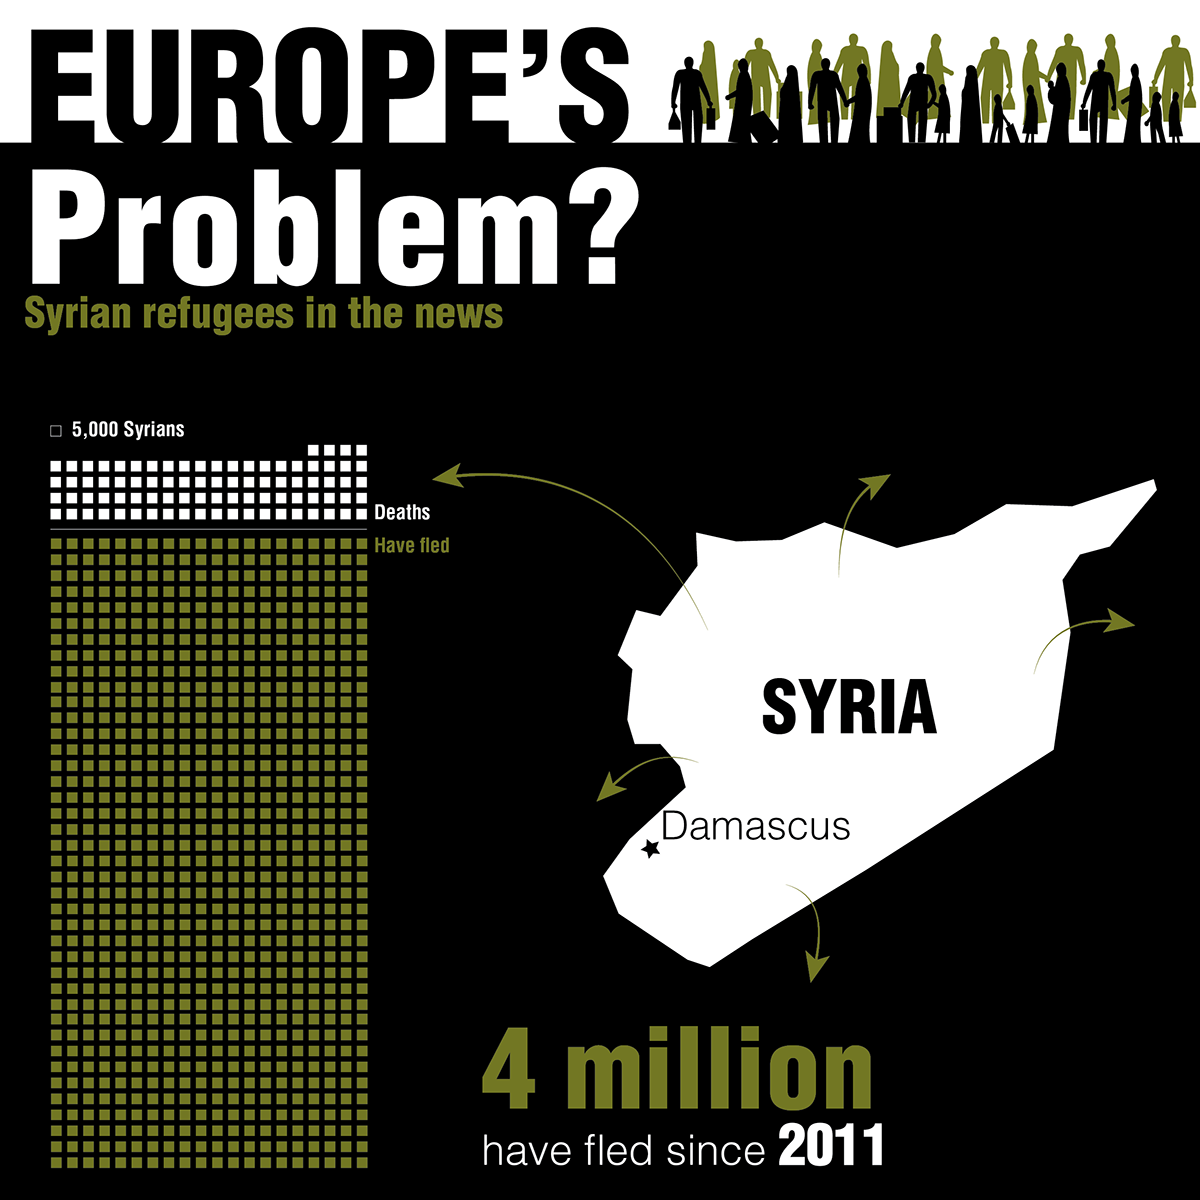 EUROPE'S
Problem?
Syrian refugees in the news
5,000 Syrians
Deaths
Have fled
SYRIA
Damascus
4 million
have fled since 2011